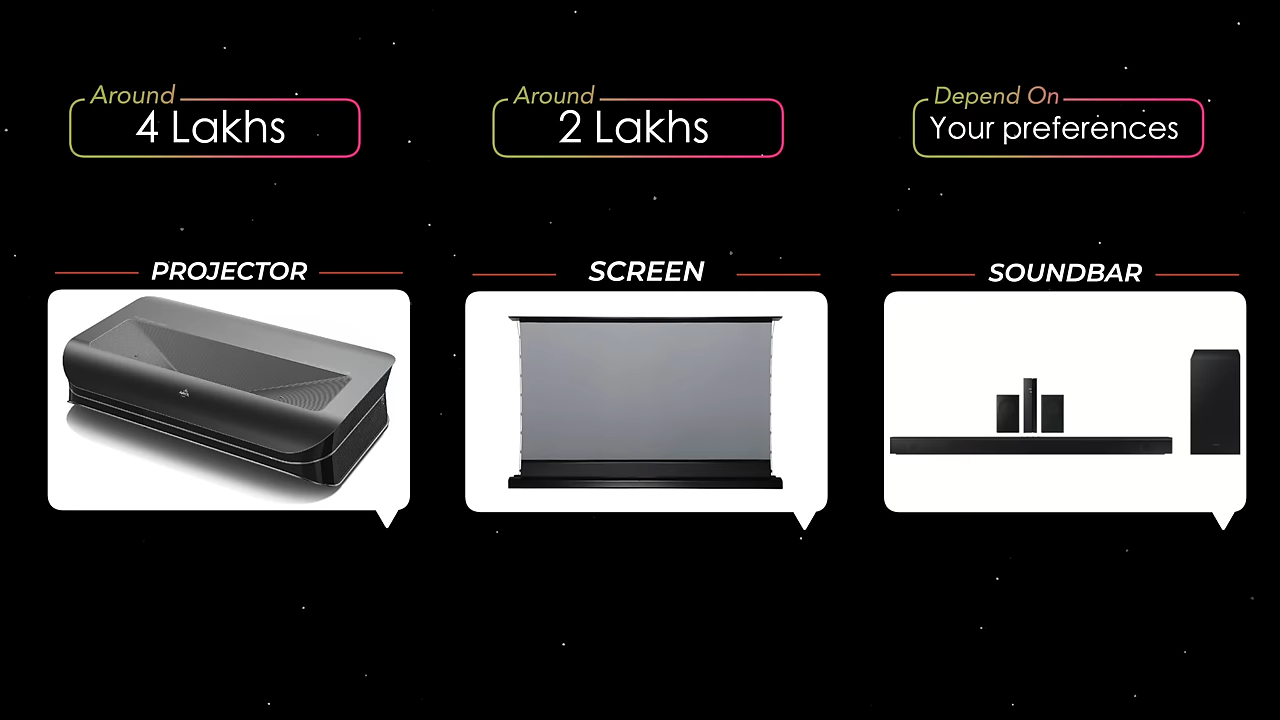 Around
4 Lakhs
Around
2 Lakhs
Depend On
Your preferences
PROJECTOR
SCREEN
SOUNDBAR